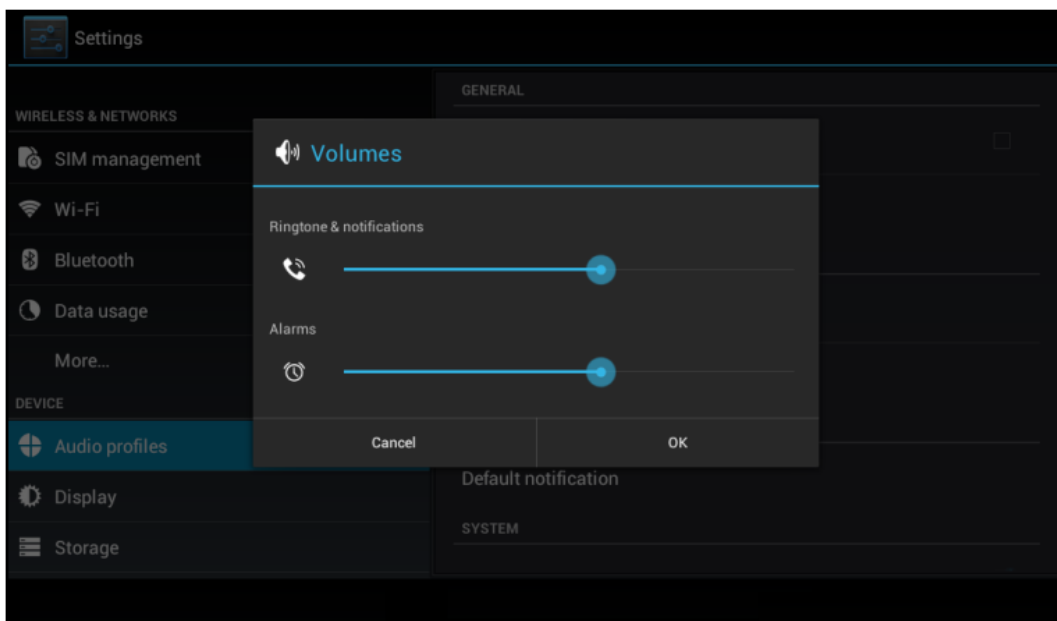 Settings
WIRELESS & NETWORKS
SIM management
Wi-Fi
Bluetooth
Data usage
More...
DEVICE
Audio profiles
Display
Storage
GENERAL
Volumes
Ringtone & notifications
Alarms
Cancel
OK
Default notification
SYSTEM